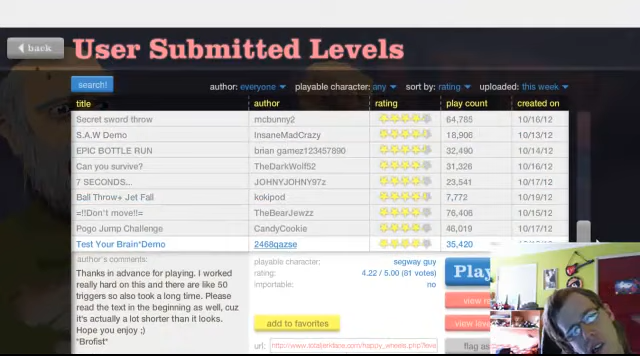 back
User Submitted Levels
search!
author: everyone playable character: any sort by: rating uploaded: this week
title author rating play count created on
Secret sword throw mcbunny2 64,785 10/16/12
S.A.W Demo InsaneMadCrazy 18,906 10/13/12
EPIC BOTTLE RUN brian gamez123457890 32,490 10/14/12
Can you survive? TheDarkWolf52 31,326 10/17/12
7 SECONDS... JOHNYJOHNY97z 23,541 10/17/12
Ball Throw+ Jet Fall kokipod 7,772 10/19/12
=!!Don't move!!= TheBearJewzz 76,406 10/15/12
Pogo Jump Challenge CandyCookie 46,019 10/17/12
Test Your Brain*Demo 2468qazse 35,420
author's comments:
Thanks in advance for playing. I worked
really hard on this and there are like 50
triggers so also took a long time. Please
read the text in the beginning as well, cuz
it's actually a lot shorter than it looks.
Hope you enjoy ;)
*Brofist*
playable character: segway guy
rating: 4.22 / 5.00 (81 votes)
importable: no
add to favorites
url:
Play
view re
view leve
flag as